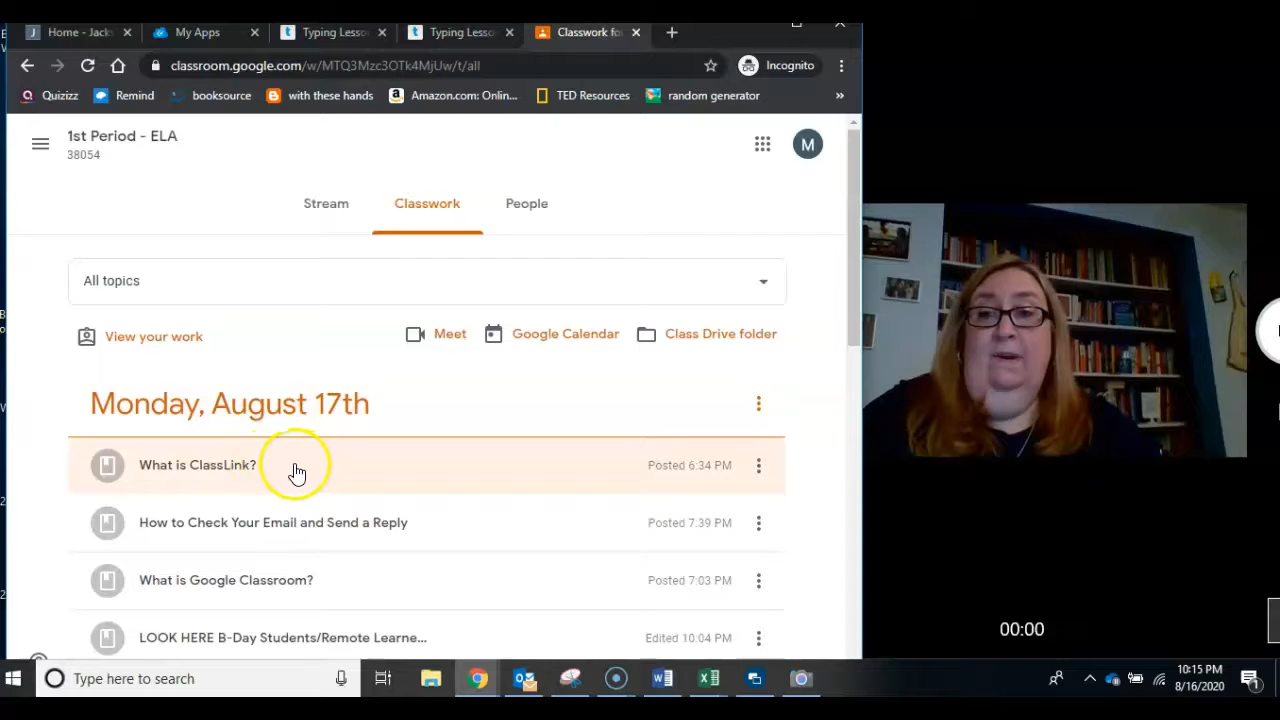 Home - Jack
My Apps
Typing Lesso
Typing Lesso
Classwork fo
classroom.google.com/w/MTQ3Mzc3OTk4MjUw/t/all
Incognito
Quizizz
Remind
booksource
with these hands
Amazon.com: Onlin...
TED Resources
random generator
»
1st Period - ELA
38054
M
Stream
Classwork
People
All topics
View your work
Meet
Google Calendar
Class Drive folder
Monday, August 17th
What is ClassLink?
Posted 6:34 PM
How to Check Your Email and Send a Reply
Posted 7:39 PM
What is Google Classroom?
Posted 7:03 PM
LOOK HERE B-Day Students/Remote Learne...
Edited 10:04 PM
00:00
Type here to search
10:15 PM
8/16/2020
1